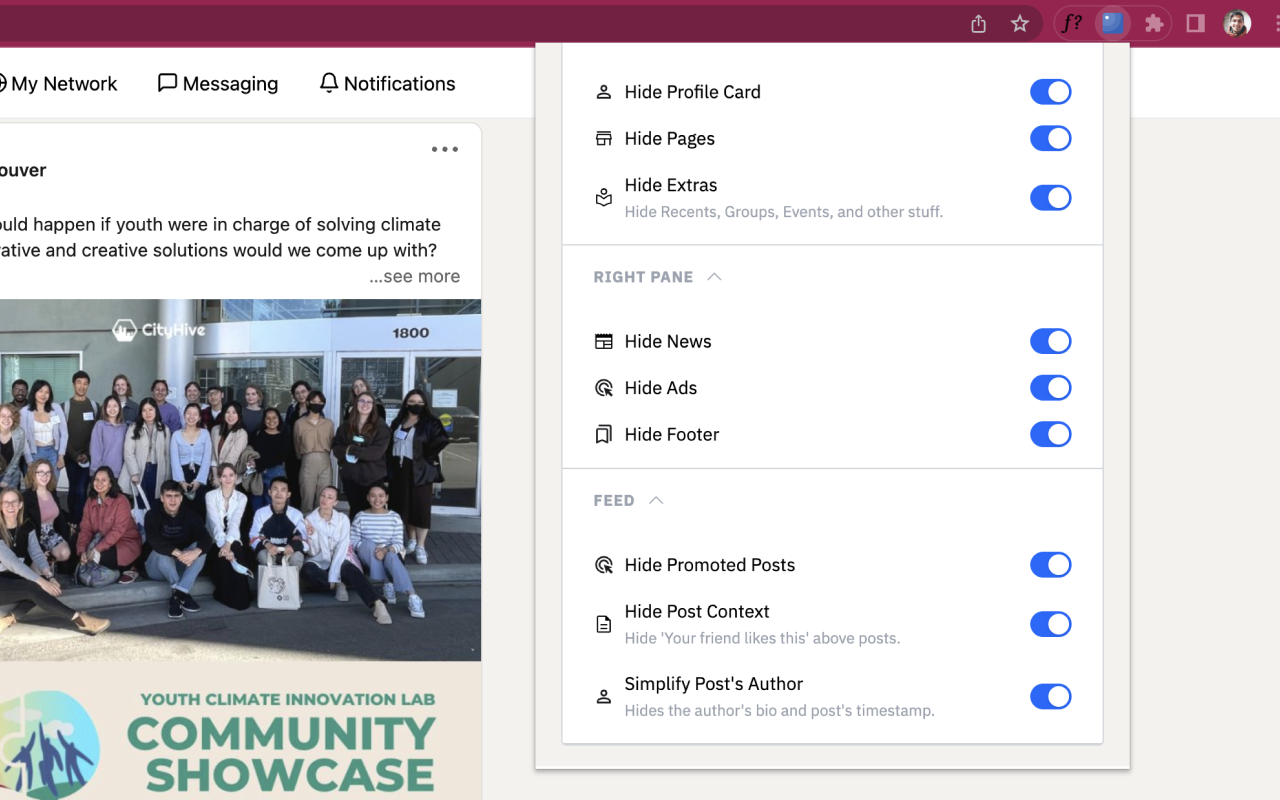 f?
My Network
Messaging
Notifications
ouver
ould happen if youth were in charge of solving climate
ative and creative solutions would we come up with?
...see more
CityHive
1800
YOUTH CLIMATE INNOVATION LAB
COMMUNITY
SHOWCASE
Hide Profile Card
Hide Pages
Hide Extras
Hide Recents, Groups, Events, and other stuff.
RIGHT PANE
Hide News
Hide Ads
Hide Footer
FEED
Hide Promoted Posts
Hide Post Context
Hide 'Your friend likes this' above posts.
Simplify Post's Author
Hides the author's bio and post's timestamp.